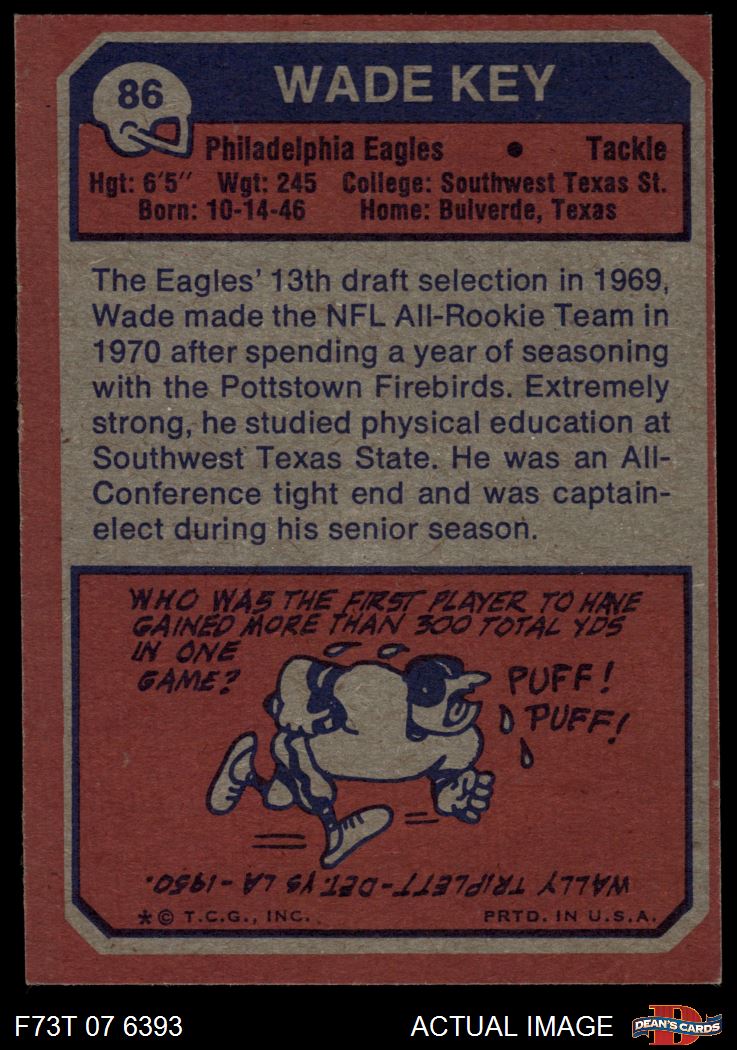 86
WADE KEY
Philadelphia Eagles • Tackle
Hgt: 6'5" Wgt: 245 College: Southwest Texas St.
Born: 10-14-46 Home: Bulverde, Texas
The Eagles' 13th draft selection in 1969,
Wade made the NFL All-Rookie Team in
1970 after spending a year of seasoning
with the Pottstown Firebirds. Extremely
strong, he studied physical education at
Southwest Texas State. He was an All-
Conference tight end and was captain-
elect during his senior season.
WHO WAS THE FIRST PLAYER TO HAVE
GAINED MORE THAN 300 TOTAL YDS
IN ONE
GAME?
PUFF!
PUFF!
WALLY TRIPLETT-DET. VS LA-1950.
*© T.C.G., INC. PRTD. IN U.S.A.
F73T 07 6393 ACTUAL IMAGE
DEAN'S CARDS